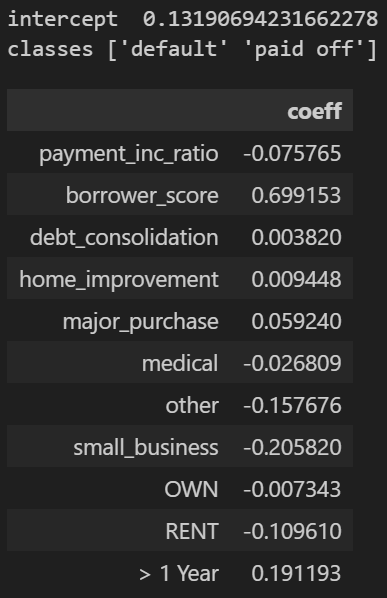 intercept  0.13190694231662278
classes ['default' 'paid off']
coeff
payment_inc_ratio -0.075765
borrower_score 0.699153
debt_consolidation 0.003820
home_improvement 0.009448
major_purchase 0.059240
medical -0.026809
other -0.157676
small_business -0.205820
OWN -0.007343
RENT -0.109610
> 1 Year 0.191193